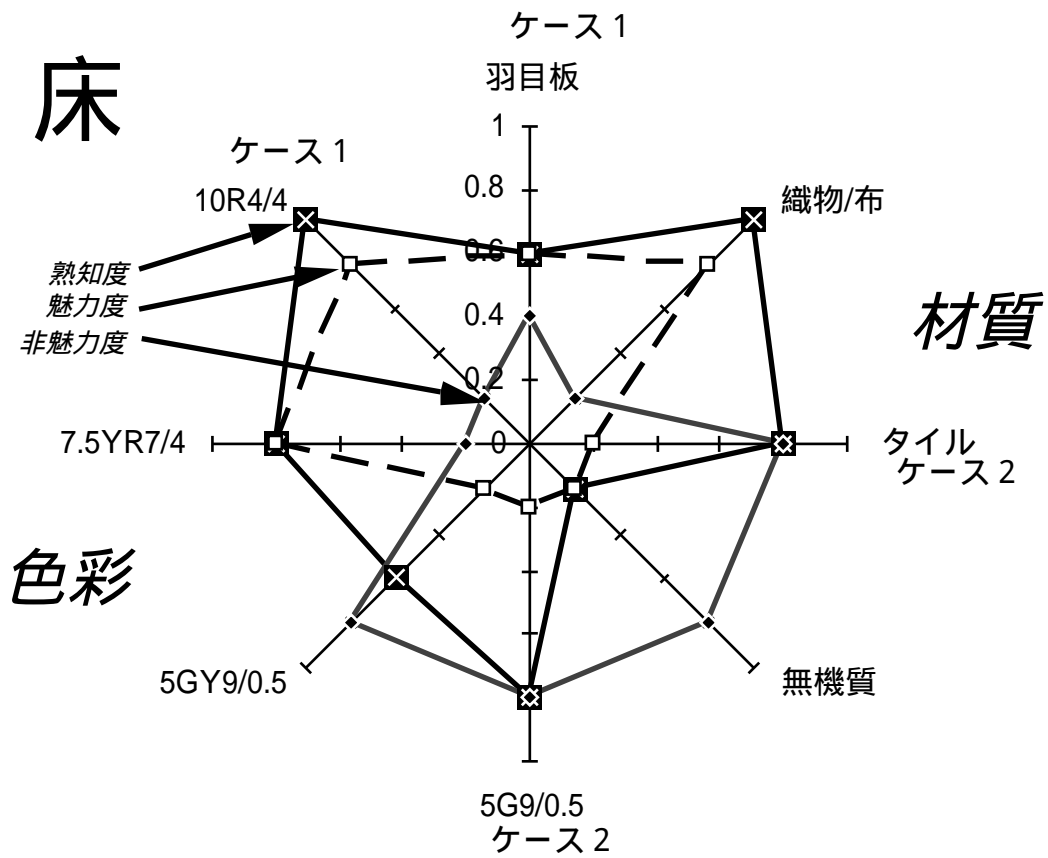 ケース 1
羽目板
床
1
ケース 1
0.8
10R4/4
織物/布
0.6
熟知度
魅力度
0.4
材質
非魅力度
0.2
7.5YR7/4
0
タイル
ケース 2
色彩
5GY9/0.5
無機質
5G9/0.5
ケース 2